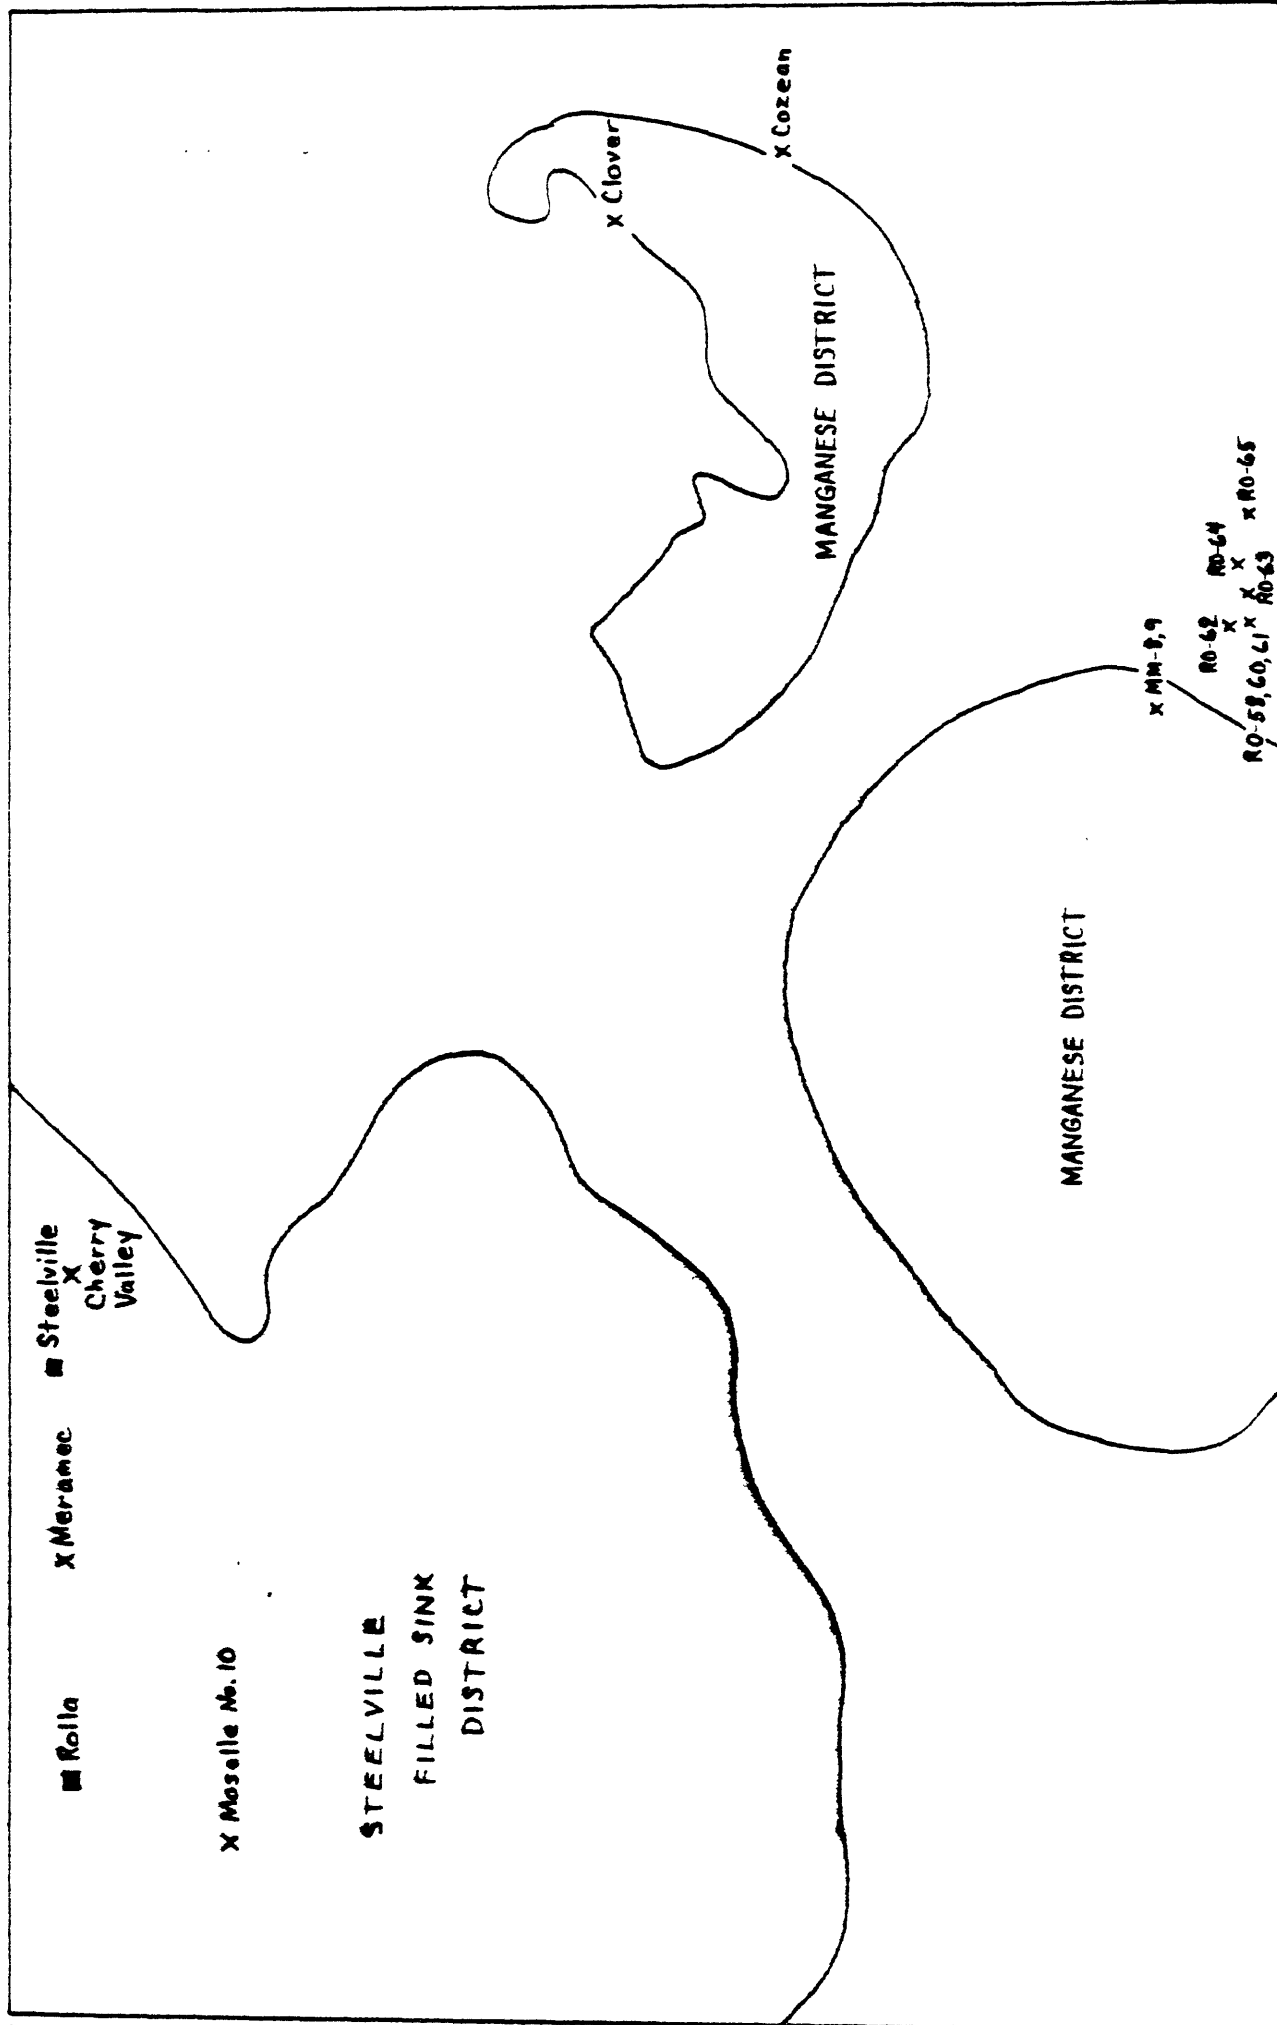 Rolla
Meramec
Steelville
Cherry
Valley
Moselle No.10
STEELVILLE
FILLED SINK
DISTRICT
Clover
Cozean
MANGANESE DISTRICT
MANGANESE DISTRICT
MM-8,9
RO-62
RO-64
RO-58,60,61
RO-63
RO-65